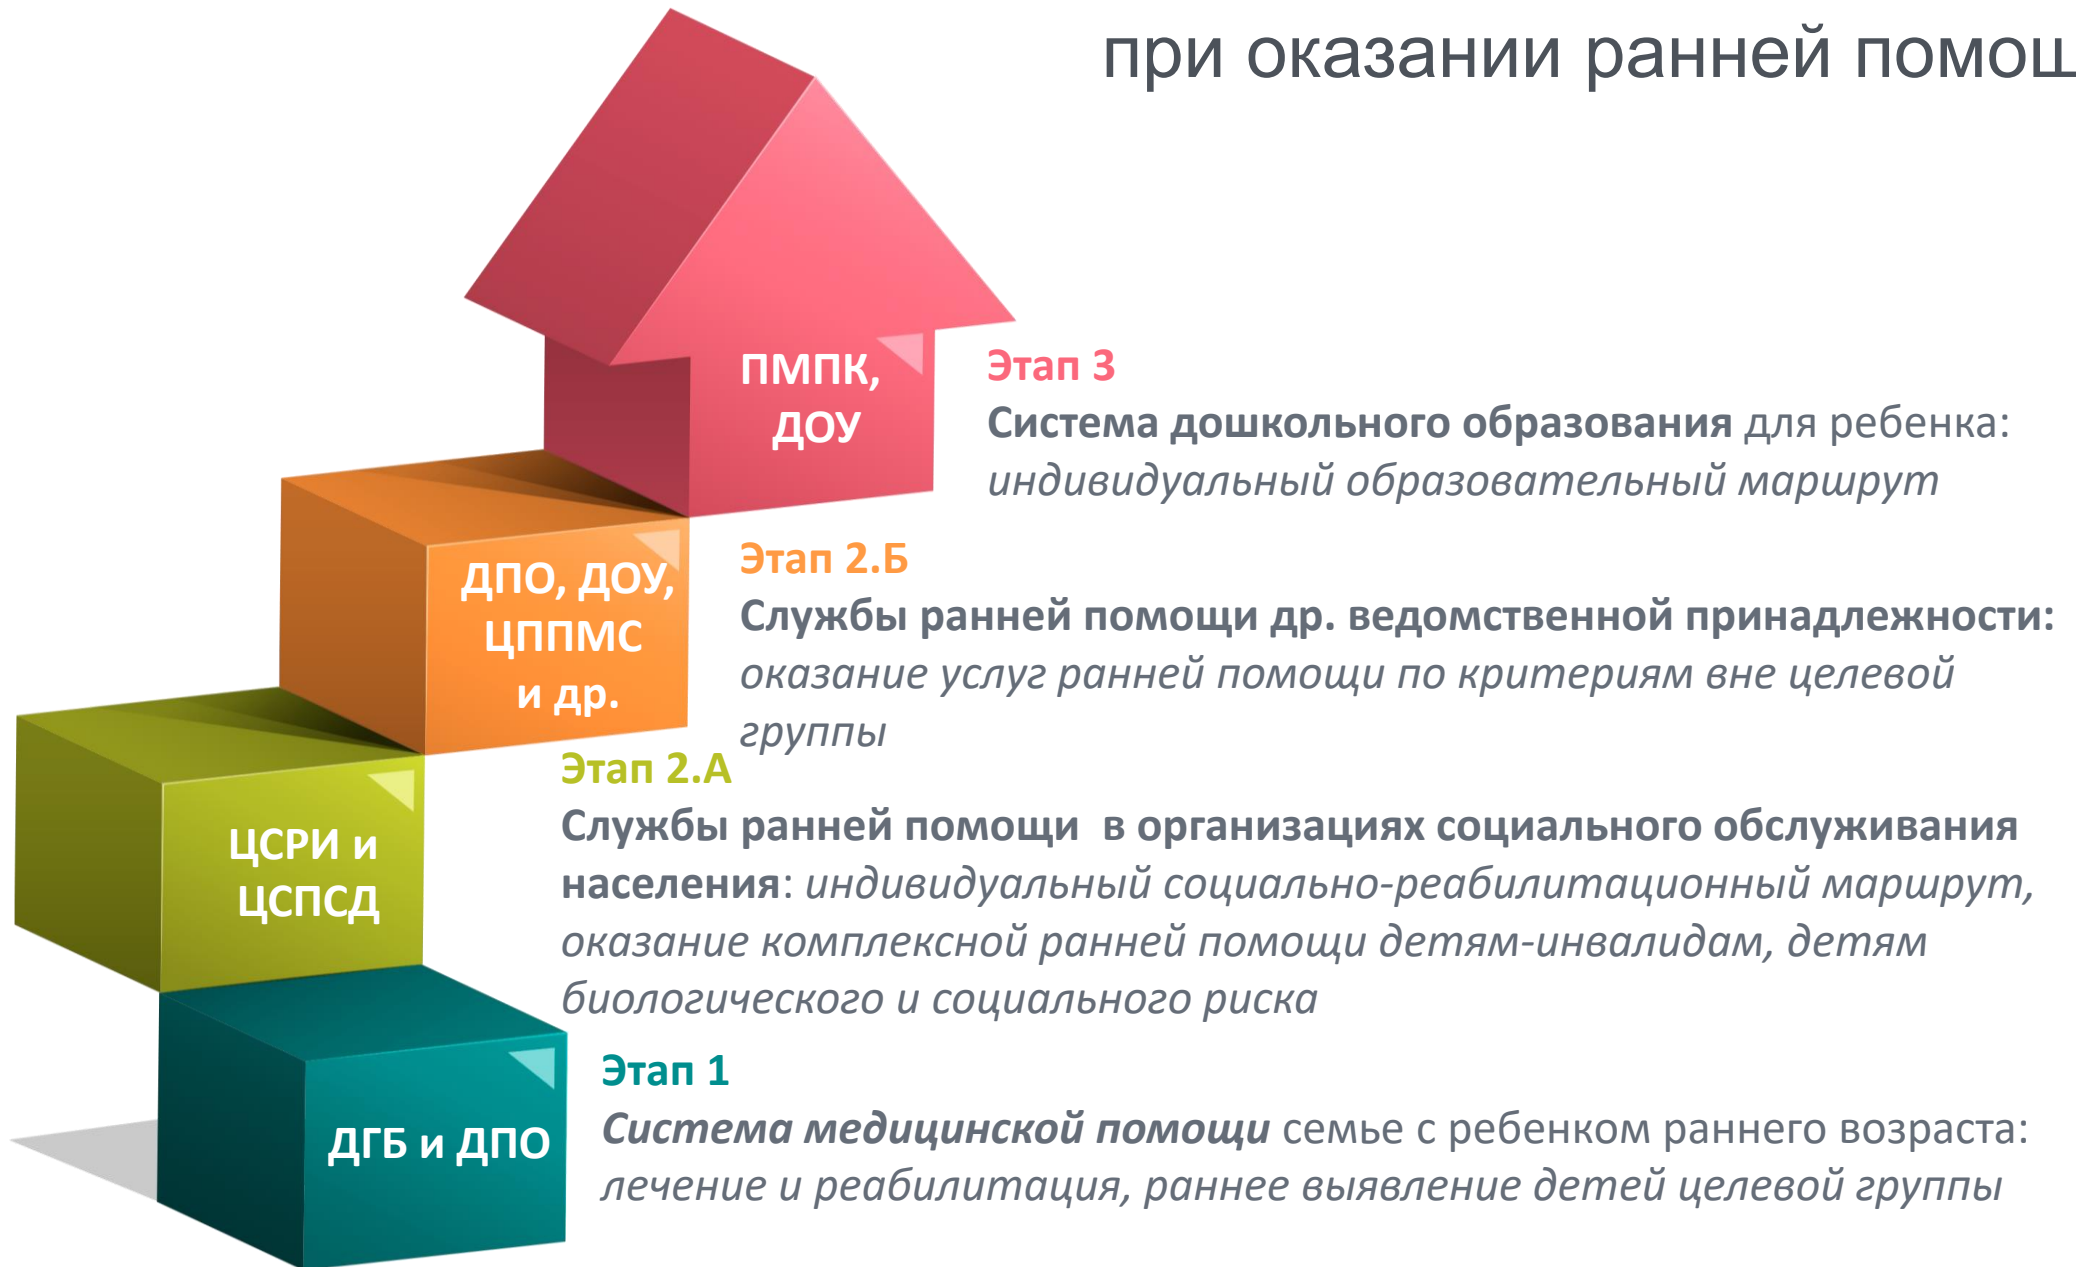 при оказании ранней помощ
ПМПК,
ДОУ
Этап 3
Система дошкольного образования для ребенка:
индивидуальный образовательный маршрут
ДПО, ДОУ,
ЦППМС
и др.
Этап 2.Б
Службы ранней помощи др. ведомственной принадлежности:
оказание услуг ранней помощи по критериям вне целевой
группы
ЦСРИ и
ЦСПСД
Этап 2.А
Службы ранней помощи в организациях социального обслуживания
населения: индивидуальный социально-реабилитационный маршрут,
оказание комплексной ранней помощи детям-инвалидам, детям
биологического и социального риска
ДГБ и ДПО
Этап 1
Система медицинской помощи семье с ребенком раннего возраста:
лечение и реабилитация, раннее выявление детей целевой группы